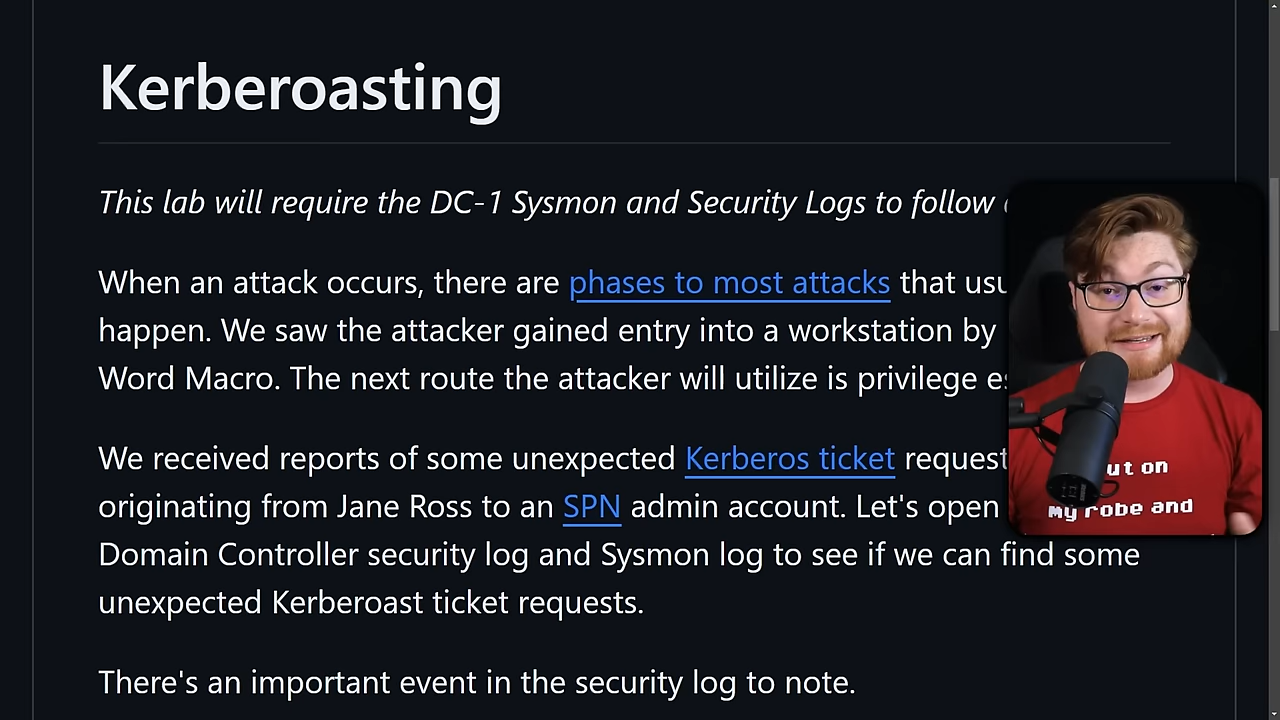 Kerberoasting
This lab will require the DC-1 Sysmon and Security Logs to follow
When an attack occurs, there are phases to most attacks that
happen. We saw the attacker gained entry into a workstation by
Word Macro. The next route the attacker will utilize is privilege
We received reports of some unexpected Kerberos ticket request
originating from Jane Ross to an SPN admin account. Let's open
Domain Controller security log and Sysmon log to see if we can find some
unexpected Kerberoast ticket requests.
There's an important event in the security log to note.
ut on
my robe and